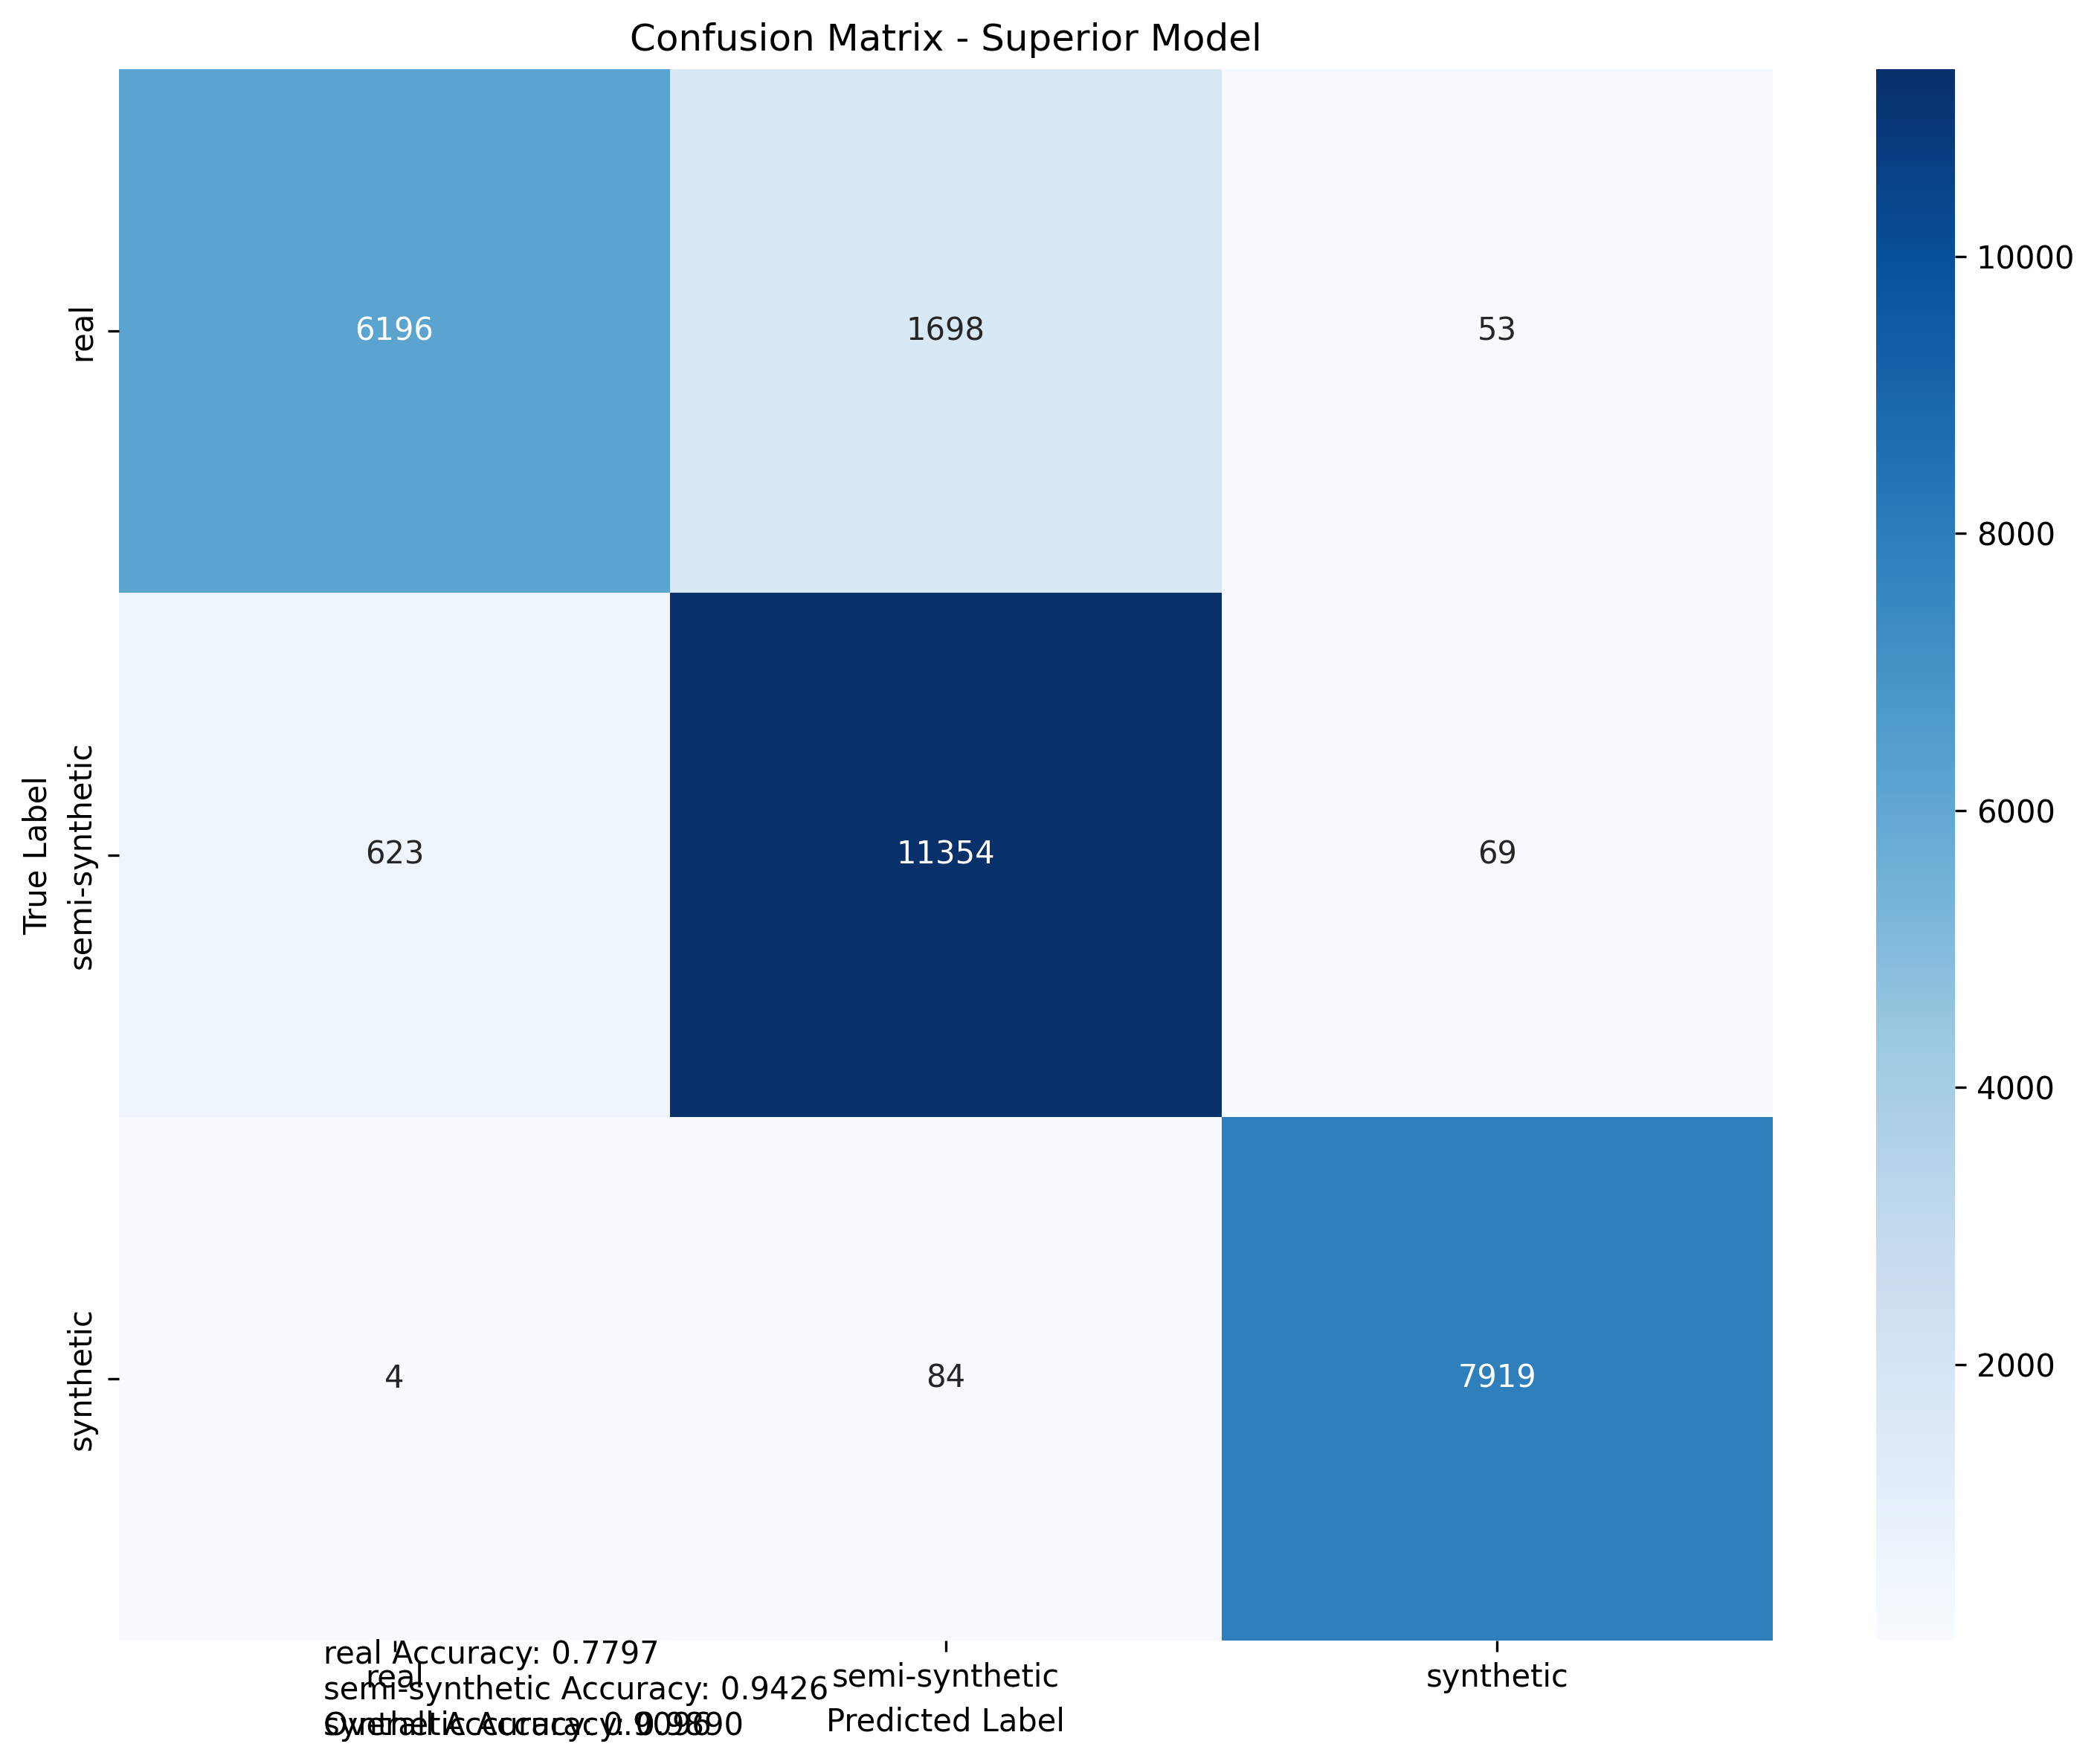 Confusion Matrix - Superior Model
real
6196
1698
53
10000
8000
True Label
semi-synthetic
623
11354
69
6000
4000
synthetic
4
84
7919
2000
real Accuracy: 0.7797
real
semi-synthetic
synthetic
semi-synthetic Accuracy: 0.9426
Predicted Label